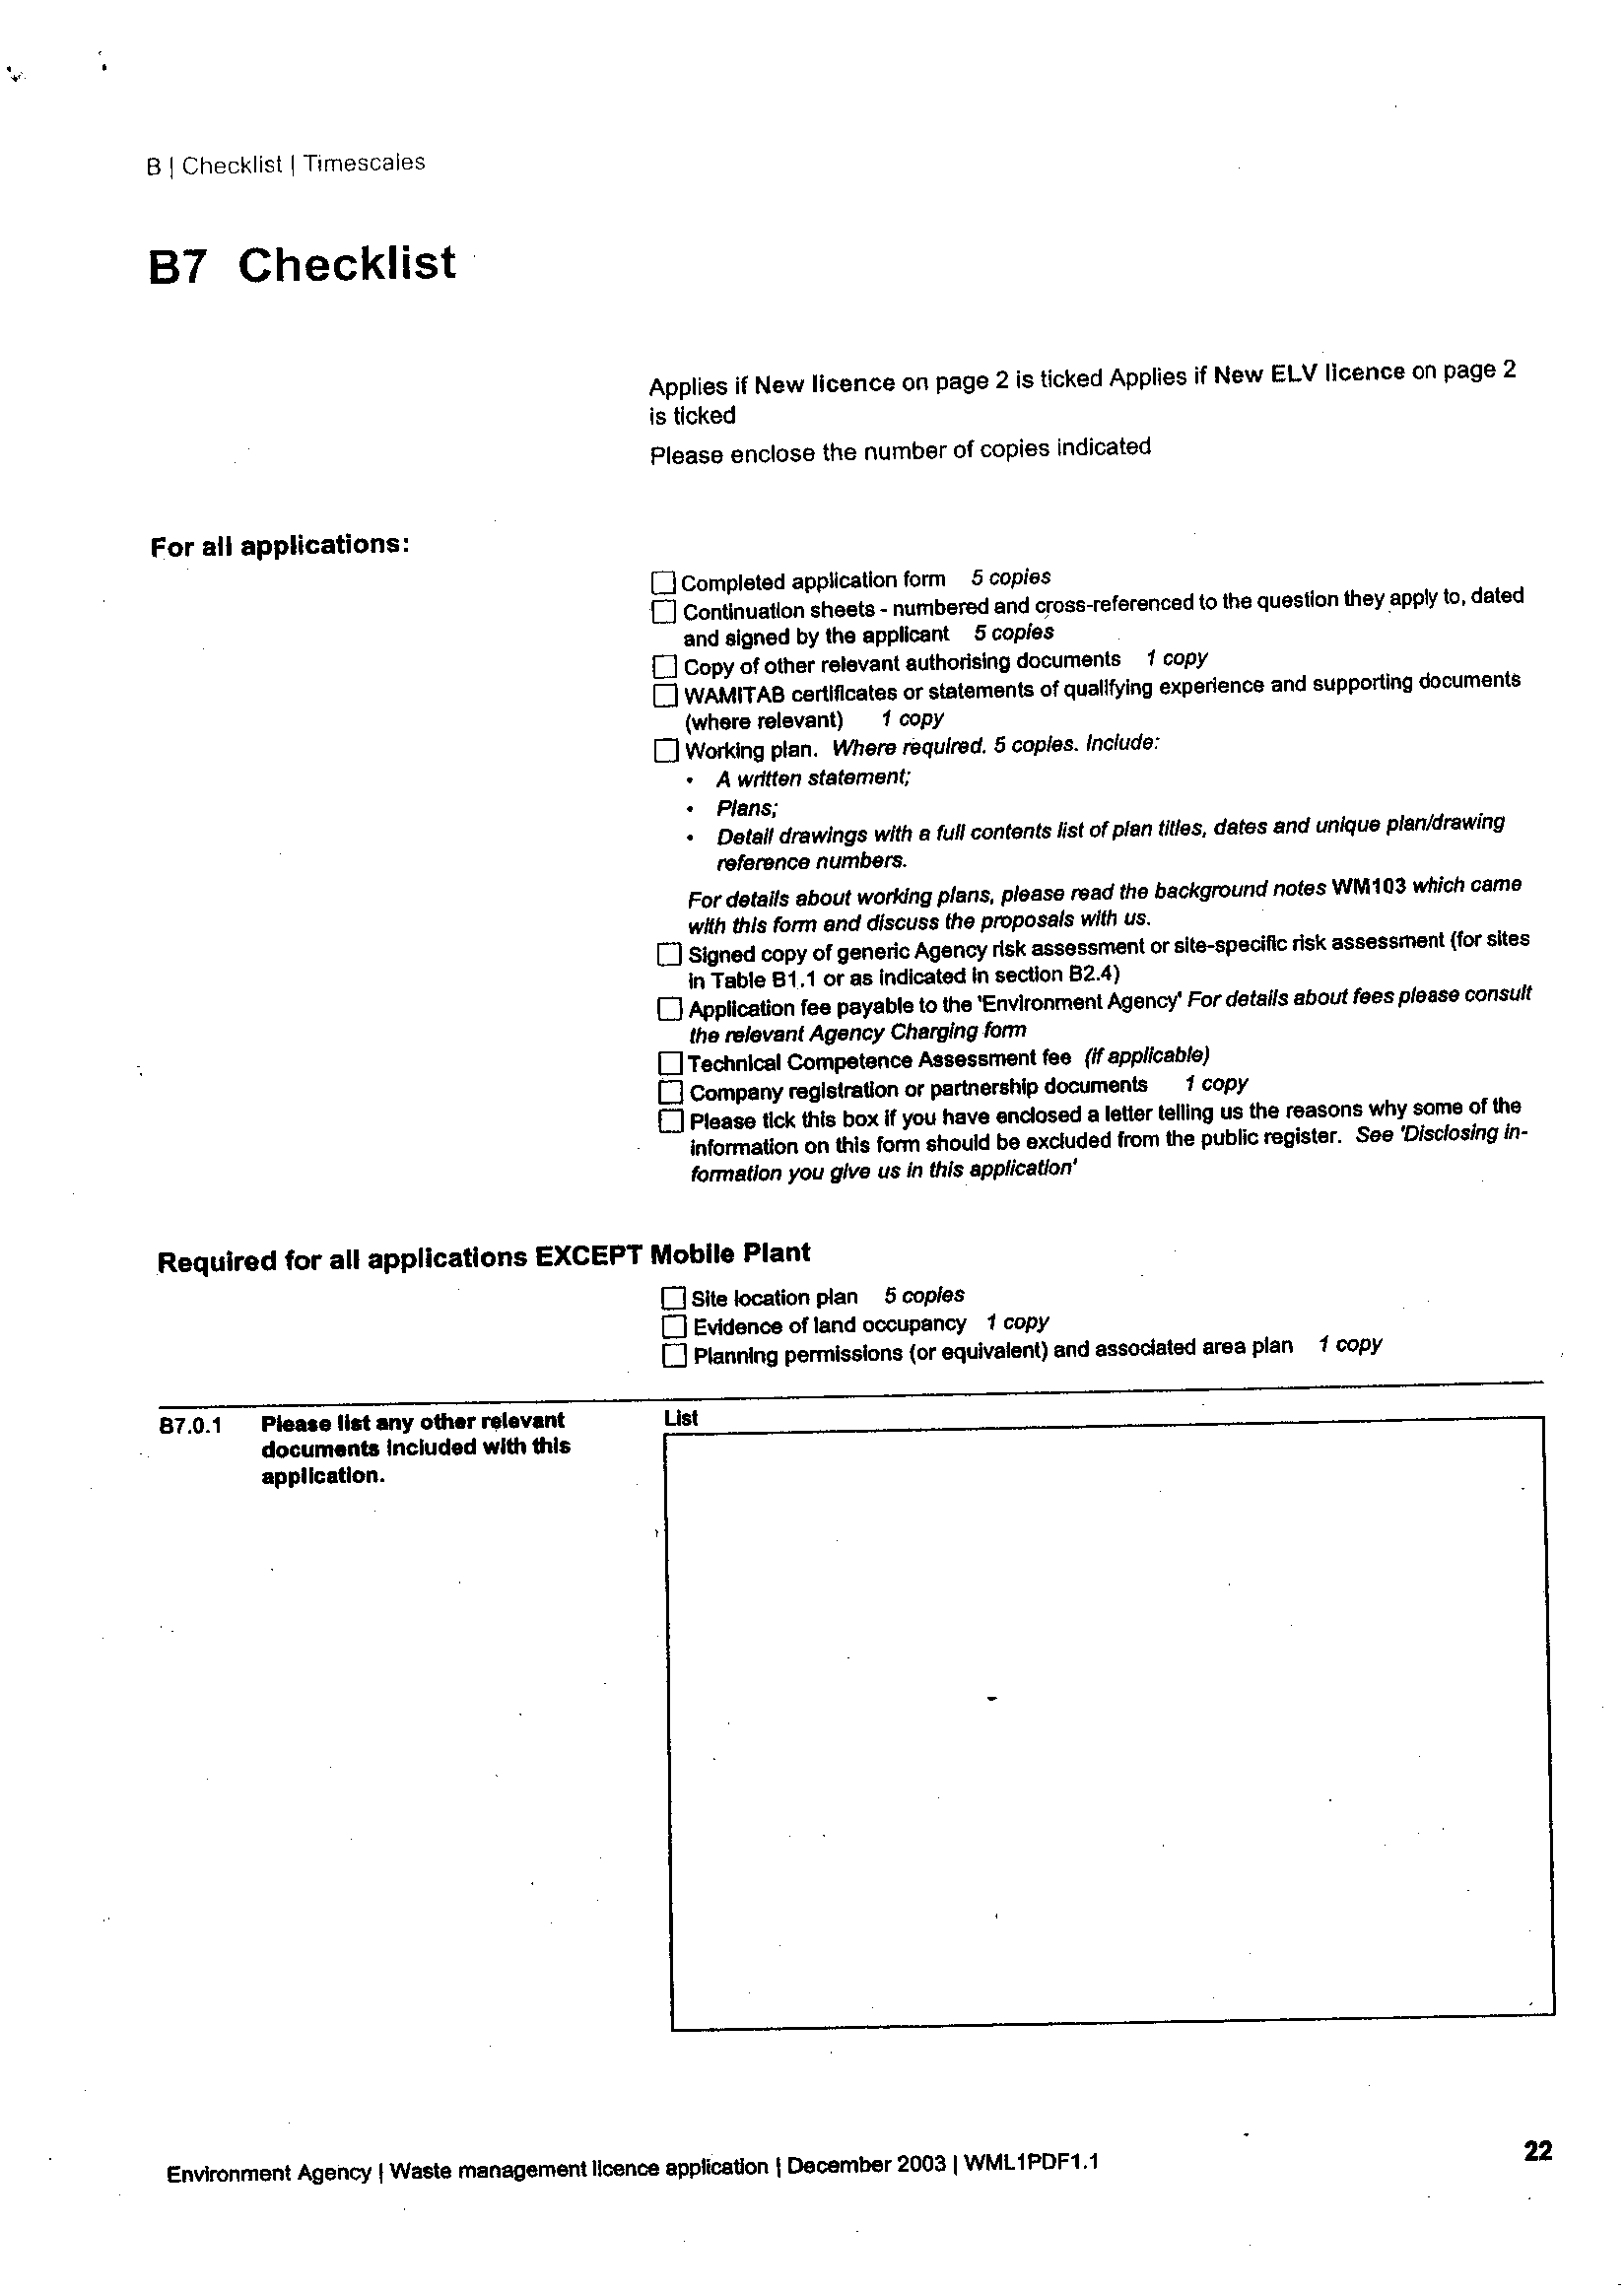 B | Checklist | Timescales
B7 Checklist
Applies if New licence on page 2 is ticked Applies if New ELV licence on page 2
is ticked
Please enclose the number of copies indicated
For all applications:
Completed application form 5 copies
Continuation sheets - numbered and cross-referenced to the question they apply to, dated
and signed by the applicant 5 copies
Copy of other relevant authorising documents 1 copy
WAMITAB certificates or statements of qualifying experience and supporting documents
(where relevant) 1 copy
Working plan. Where required. 5 copies. Include:
• A written statement;
• Plans;
• Detail drawings with a full contents list of plan titles, dates and unique plan/drawing
reference numbers.
For details about working plans, please read the background notes WM103 which came
with this form and discuss the proposals with us.
Signed copy of generic Agency risk assessment or site-specific risk assessment (for sites
in Table B1.1 or as indicated in section B2.4)
Application fee payable to the 'Environment Agency' For details about fees please consult
the relevant Agency Charging form
Technical Competence Assessment fee (if applicable)
Company registration or partnership documents 1 copy
Please tick this box if you have enclosed a letter telling us the reasons why some of the
information on this form should be excluded from the public register. See 'Disclosing in-
formation you give us in this application'
Required for all applications EXCEPT Mobile Plant
Site location plan 5 copies
Evidence of land occupancy 1 copy
Planning permissions (or equivalent) and associated area plan 1 copy
B7.0.1 Please list any other relevant
documents included with this
application.
List
Environment Agency | Waste management licence application | December 2003 | WML1PDF1.1
22